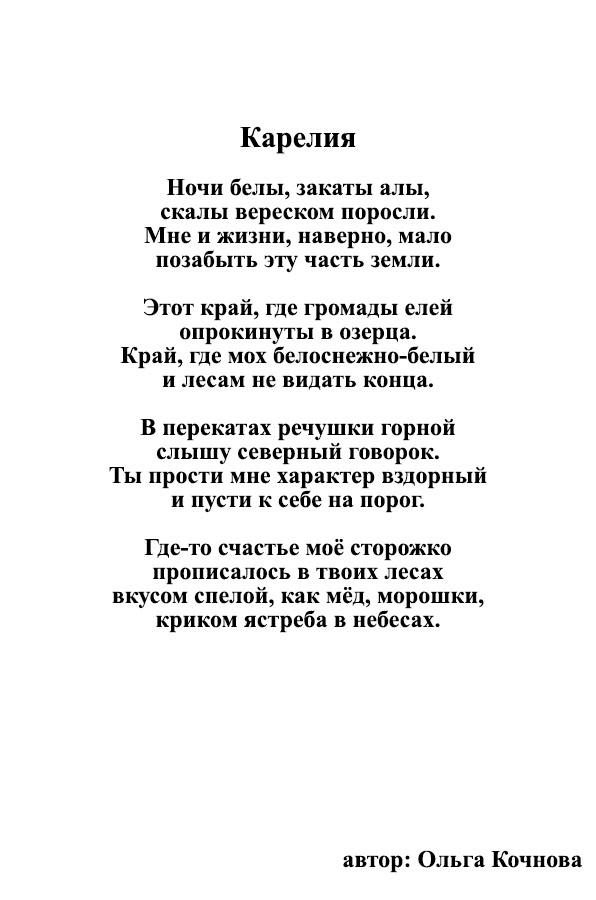 Карелия
Ночи белы, закаты алы,
скалы вереском поросли.
Мне и жизни, наверно, мало
позабыть эту часть земли.
Этот край, где громады елей
опрокинуты в озерца.
Край, где мох белоснежно-белый
и лесам не видать конца.
В перекатах речушки горной
слышу северный говорок.
Ты прости мне характер вздорный
и пусти к себе на порог.
Где-то счастье моё сторожко
прописалось в твоих лесах
вкусом спелой, как мёд, морошки,
криком ястреба в небесах.
автор: Ольга Кочнова